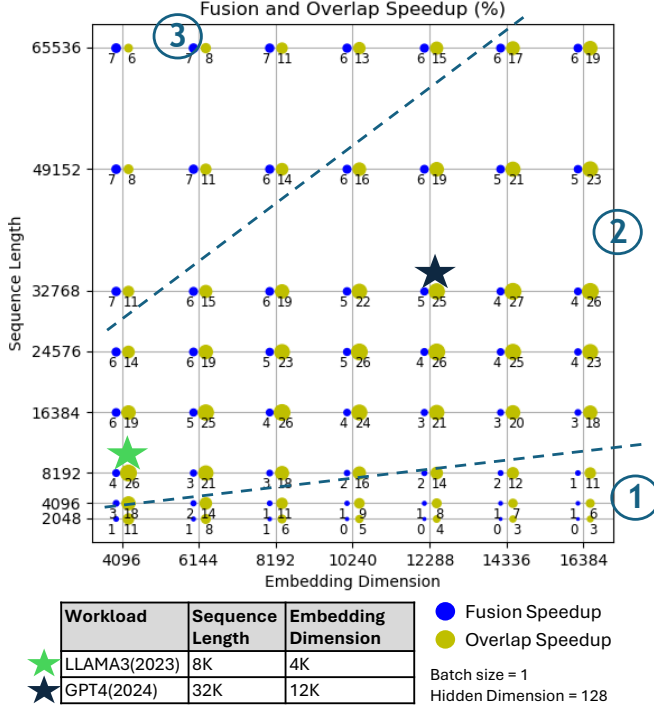 Fusion and Overlap Speedup (%)
3
65536
7 6 7 8 7 11 6 13 6 15 6 17 6 19
49152
7 8 7 11 6 14 6 16 6 19 5 21 5 23
2
32768
7 11 6 15 6 19 5 22 5 25 4 27 4 26
24576
6 14 6 19 5 23 5 26 4 26 4 25 4 23
16384
6 19 5 25 4 26 4 24 3 21 3 20 3 18
8192
4 26 3 21 3 18 2 16 2 14 2 12 1 11
1
4096
3 18 2 14 1 11 1 9 1 8 1 7 1 6
2048
1 11 1 8 1 6 0 5 0 4 0 3 0 3
Sequence Length
4096 6144 8192 10240 12288 14336 16384
Embedding Dimension
Workload Sequence Length Embedding Dimension
LLAMA3(2023) 8K 4K
GPT4(2024) 32K 12K
Fusion Speedup
Overlap Speedup
Batch size = 1
Hidden Dimension = 128